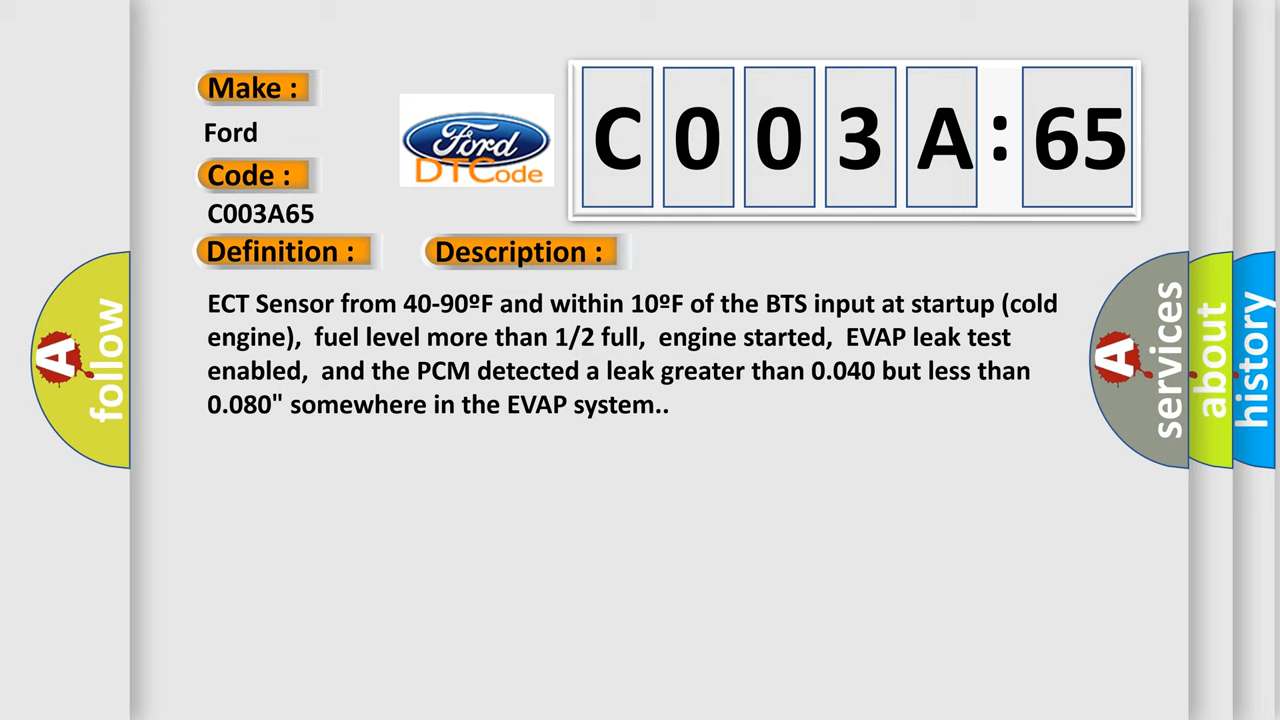 Make :
Ford
Code :
C003A65
Ford
DTCode
C003A:65
Definition :
Description :
ECT Sensor from 40-90ºF and within 10ºF of the BTS input at startup (cold
engine),  fuel level more than 1/2 full,  engine started,  EVAP leak test
enabled,  and the PCM detected a leak greater than 0.040 but less than
0.080" somewhere in the EVAP system..
A
follow
A
services
about
history